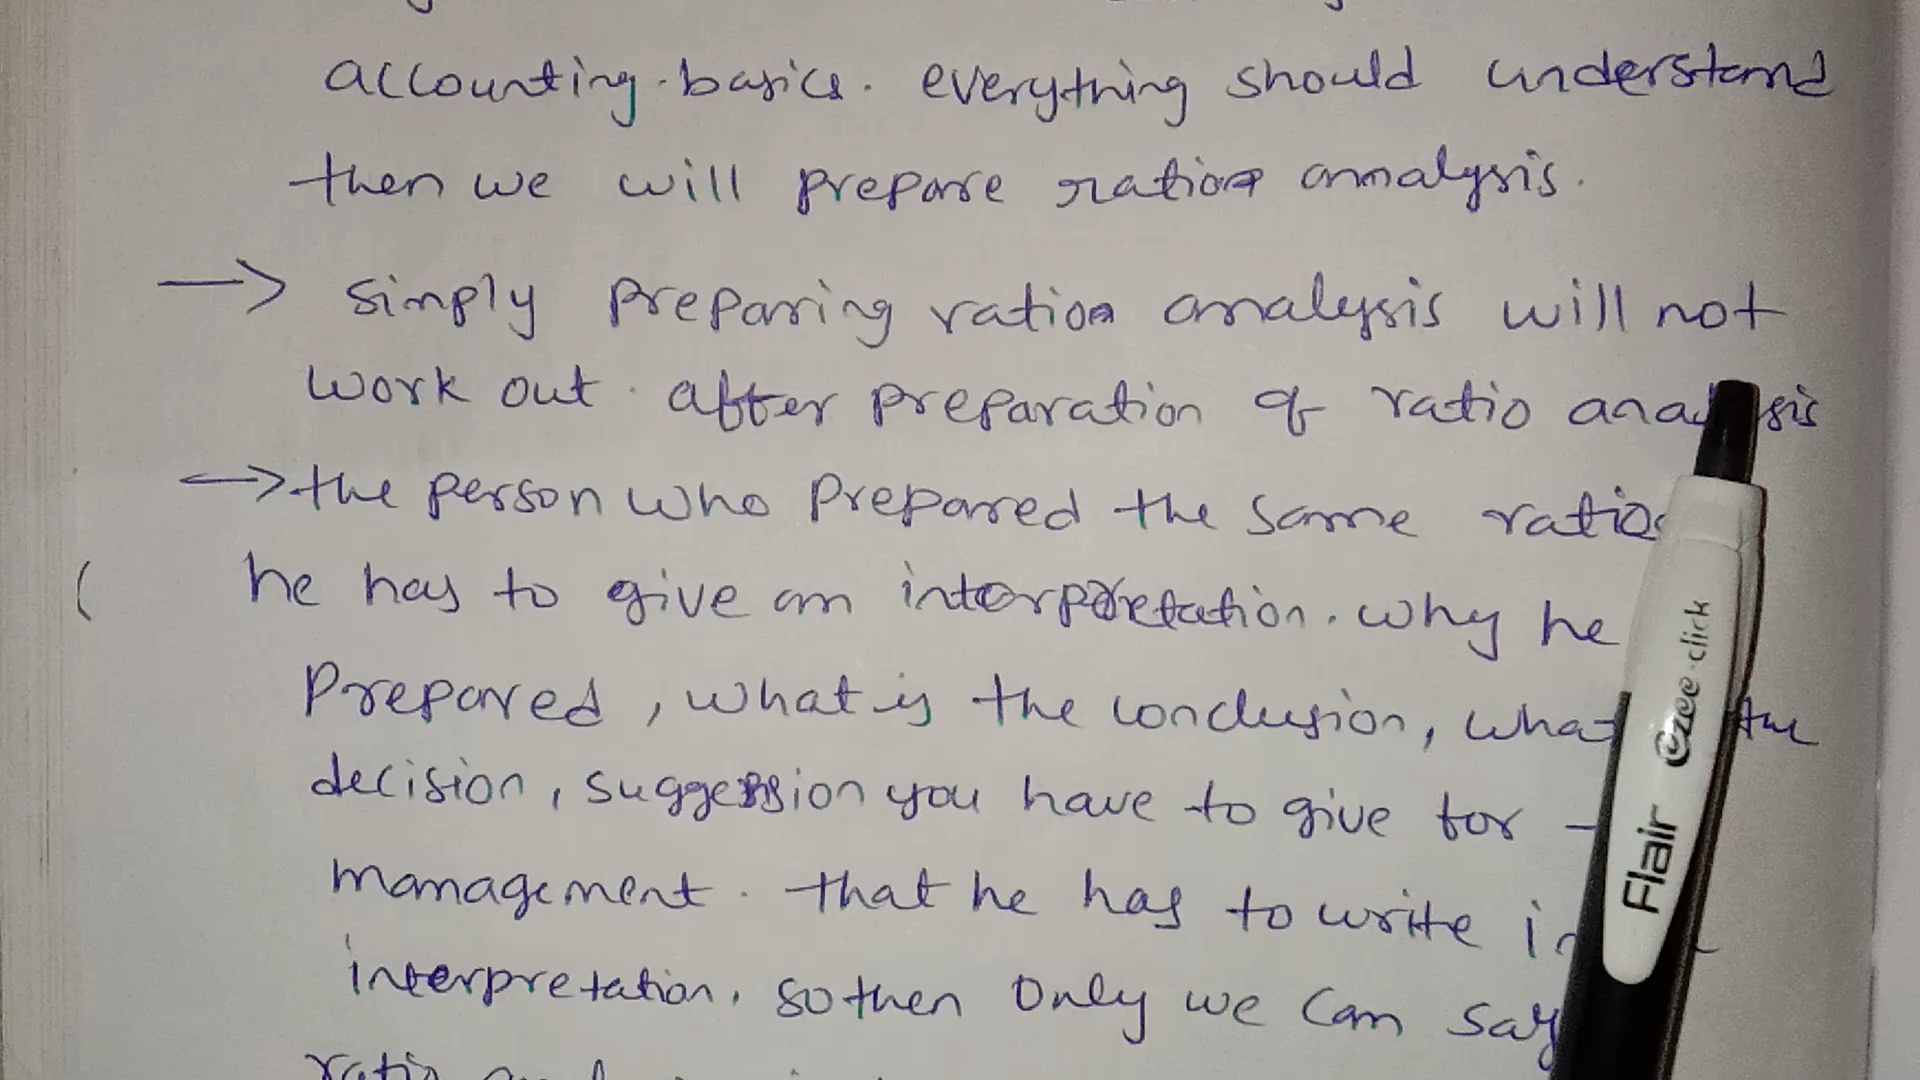 accounting basics. everything should understand
then we will prepare ratio analysis.
→ simply preparing ratio analysis will not
work out. after preparation of ratio analysis
→ the person who prepared the same ratio
he has to give an interpretation. why he
Prepared, what is the conclusion, what the
decision, suggession you have to give for
management. that he has to write in
interpretation. so then only we can say
ratio
Flair Ezee-click